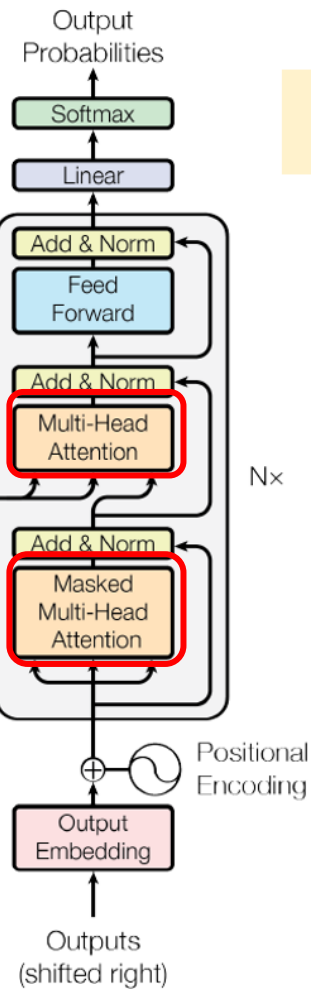 Output
Probabilities
Softmax
Linear
Add & Norm
Feed
Forward
Add & Norm
Multi-Head
Attention
N×
Add & Norm
Masked
Multi-Head
Attention
Positional
Encoding
Output
Embedding
Outputs
(shifted right)